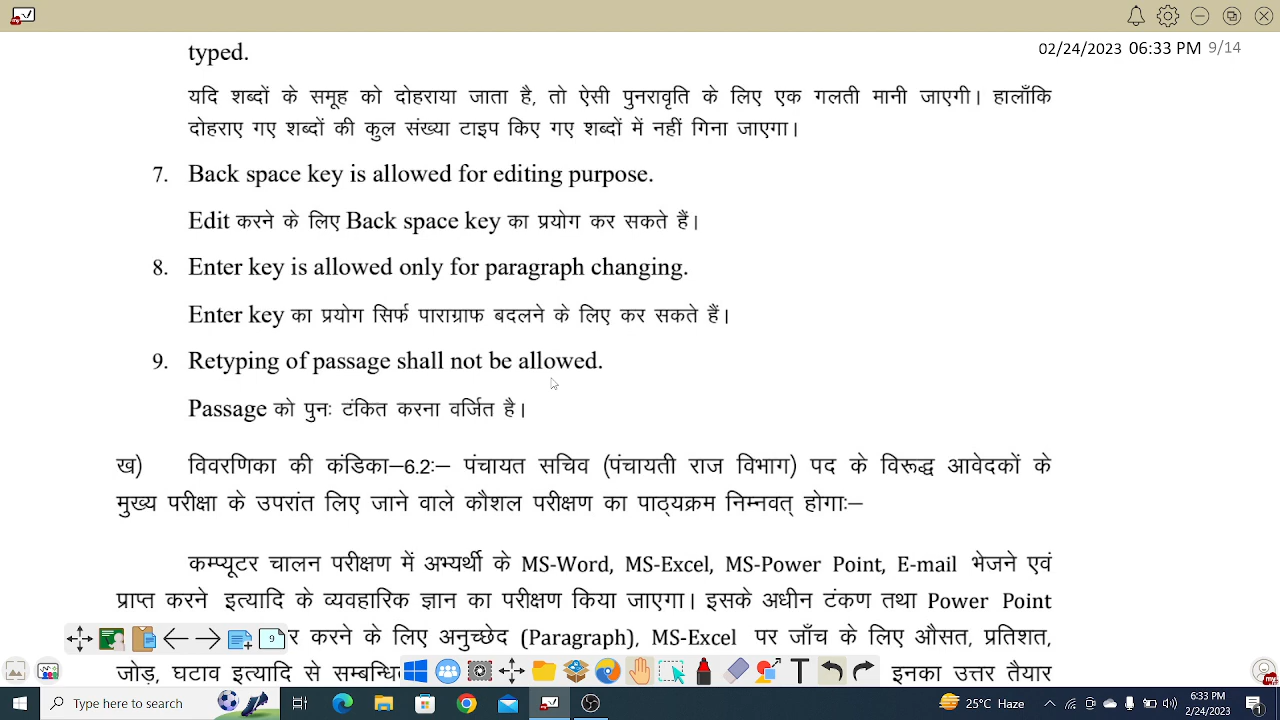 02/24/2023 06:33 PM 9/14
typed.
यदि शब्दों के समूह को दोहराया जाता है, तो ऐसी पुनरावृति के लिए एक गलती मानी जाएगी। हालाँकि
दोहराए गए शब्दों की कुल संख्या टाइप किए गए शब्दों में नहीं गिना जाएगा।
7. Back space key is allowed for editing purpose.
Edit करने के लिए Back space key का प्रयोग कर सकते हैं।
8. Enter key is allowed only for paragraph changing.
Enter key का प्रयोग सिर्फ पाराग्राफ बदलने के लिए कर सकते हैं।
9. Retyping of passage shall not be allowed.
Passage को पुनः टंकित करना वर्जित है।
ख) विवरणिका की कंडिका–6.2:– पंचायत सचिव (पंचायती राज विभाग) पद के विरूद्ध आवेदकों के
मुख्य परीक्षा के उपरांत लिए जाने वाले कौशल परीक्षण का पाठ्यक्रम निम्नवत् होगाः–
कम्प्यूटर चालन परीक्षण में अभ्यर्थी के MS-Word, MS-Excel, MS-Power Point, E-mail भेजने एवं
प्राप्त करने इत्यादि के व्यवहारिक ज्ञान का परीक्षण किया जाएगा। इसके अधीन टंकण तथा Power Point
र करने के लिए अनुच्छेद (Paragraph), MS-Excel पर जाँच के लिए औसत, प्रतिशत,
जोड़, घटाव इत्यादि से सम्बन्धि इनका उत्तर तैयार
9
Type here to search
25°C Haze
6:33 PM
2/24/2023